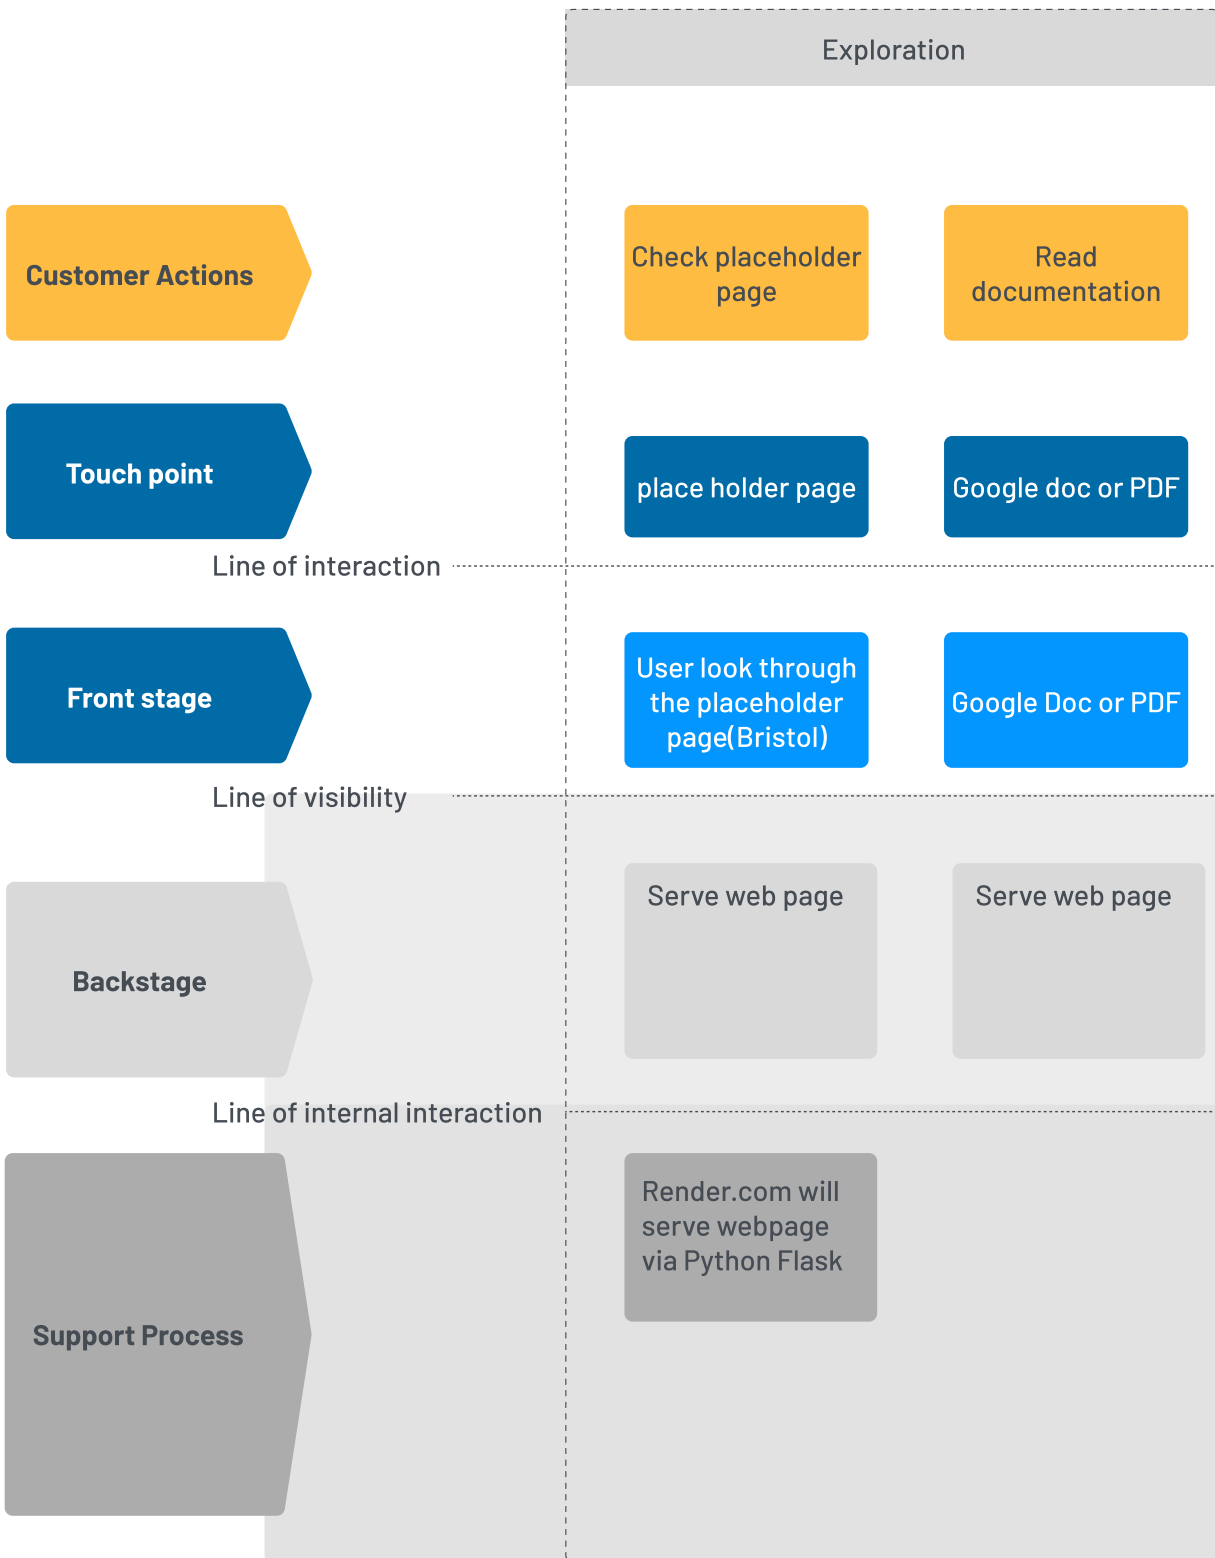 Exploration
Customer Actions
Check placeholder
page
Read
documentation
Touch point
place holder page
Google doc or PDF
Line of interaction
Front stage
User look through
the placeholder
page(Bristol)
Google Doc or PDF
Line of visibility
Backstage
Serve web page
Serve web page
Line of internal interaction
Support Process
Render.com will
serve webpage
via Python Flask